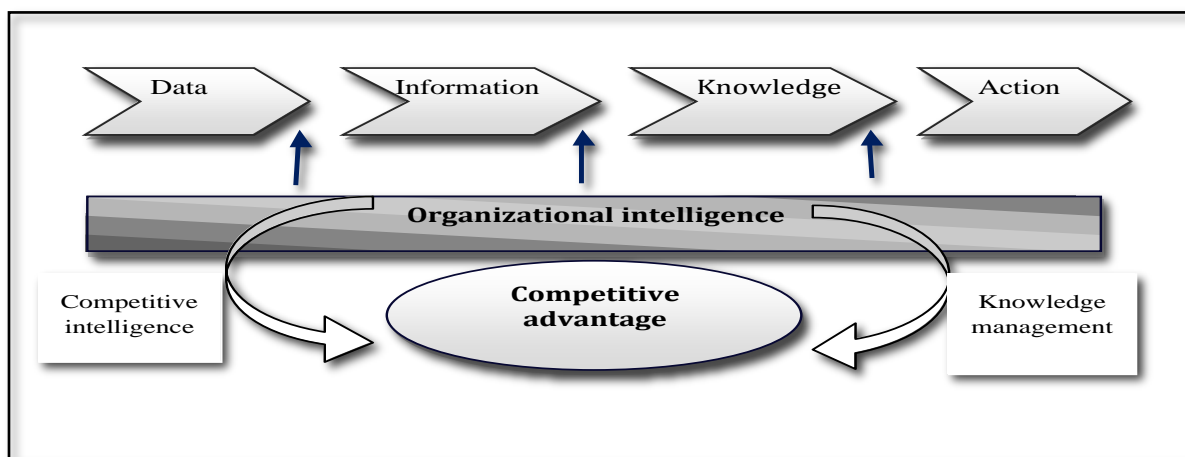 Data
Information
Knowledge
Action
Organizational intelligence
Competitive
advantage
Competitive
intelligence
Knowledge
management